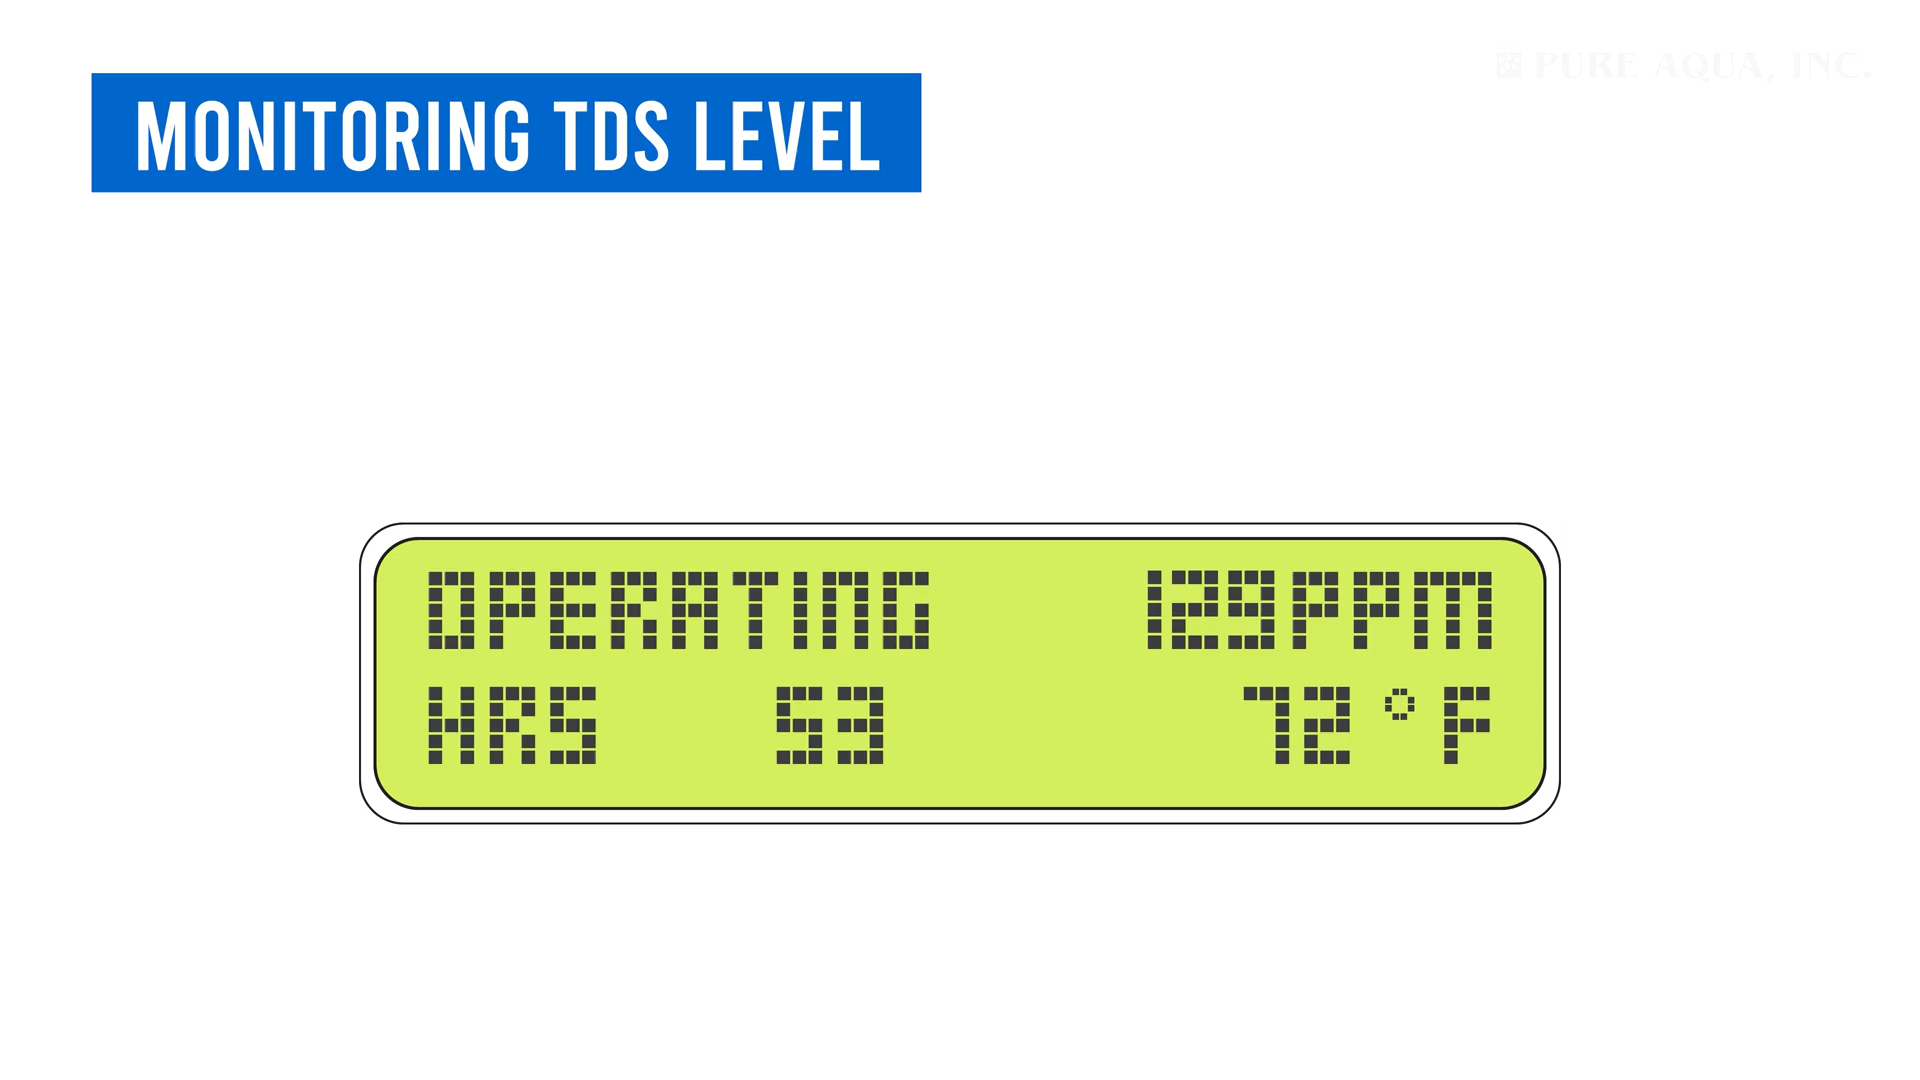 PURE AQUA, INC.
MONITORING TDS LEVEL
OPERATING 129PPM
HRS 53 72°F